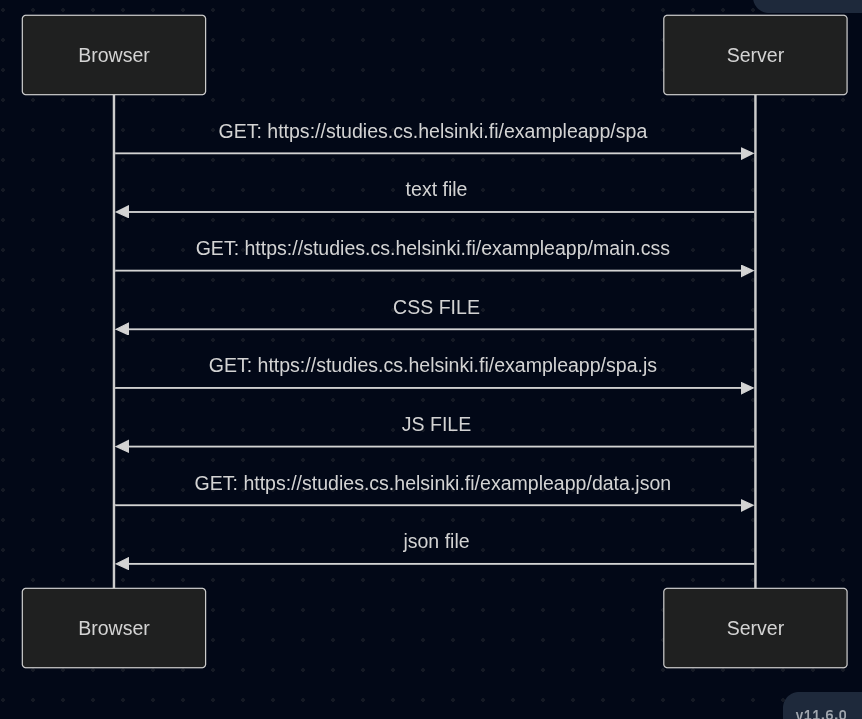 Browser
Server
GET: https://studies.cs.helsinki.fi/exampleapp/spa
text file
GET: https://studies.cs.helsinki.fi/exampleapp/main.css
CSS FILE
GET: https://studies.cs.helsinki.fi/exampleapp/spa.js
JS FILE
GET: https://studies.cs.helsinki.fi/exampleapp/data.json
json file
Browser
Server
v11.6.0